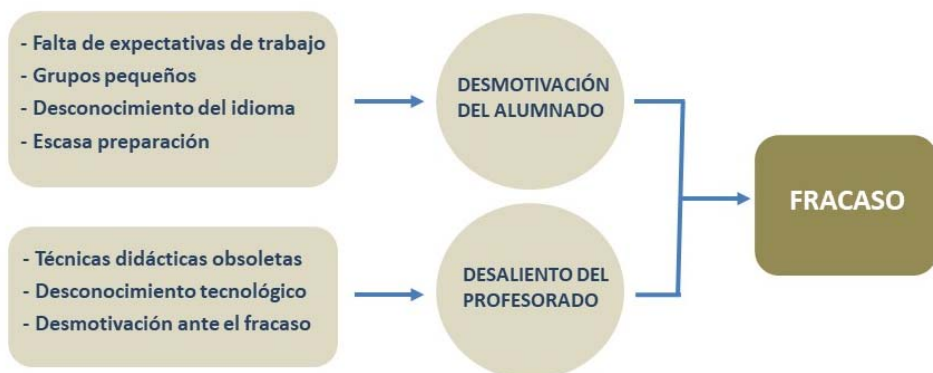 - Falta de expectativas de trabajo
- Grupos pequeños
- Desconocimiento del idioma
- Escasa preparación
DESMOTIVACIÓN
DEL ALUMNADO
- Técnicas didácticas obsoletas
- Desconocimiento tecnológico
- Desmotivación ante el fracaso
DESALIENTO DEL
PROFESORADO
FRACASO